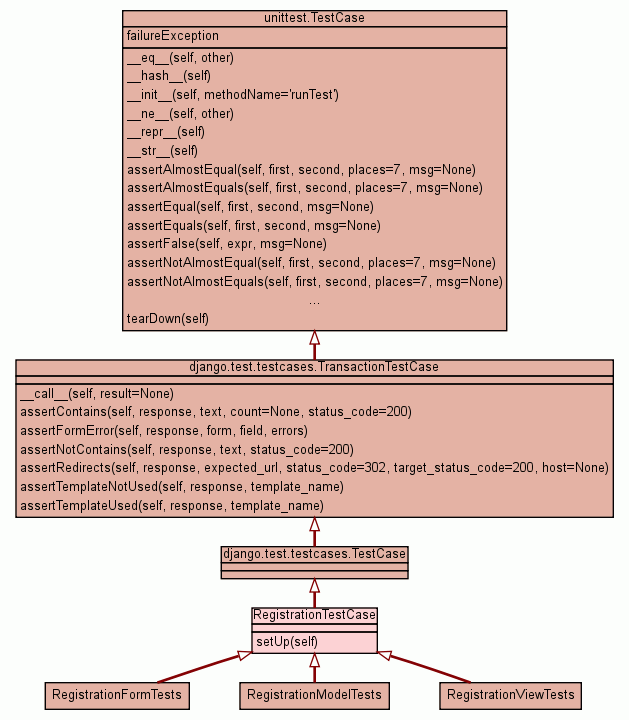 unittest.TestCase
failureException
__eq__(self, other)
__hash__(self)
__init__(self, methodName='runTest')
__ne__(self, other)
__repr__(self)
__str__(self)
assertAlmostEqual(self, first, second, places=7, msg=None)
assertAlmostEquals(self, first, second, places=7, msg=None)
assertEqual(self, first, second, msg=None)
assertEquals(self, first, second, msg=None)
assertFalse(self, expr, msg=None)
assertNotAlmostEqual(self, first, second, places=7, msg=None)
assertNotAlmostEquals(self, first, second, places=7, msg=None)
...
tearDown(self)
django.test.testcases.TransactionTestCase
__call__(self, result=None)
assertContains(self, response, text, count=None, status_code=200)
assertFormError(self, response, form, field, errors)
assertNotContains(self, response, text, status_code=200)
assertRedirects(self, response, expected_url, status_code=302, target_status_code=200, host=None)
assertTemplateNotUsed(self, response, template_name)
assertTemplateUsed(self, response, template_name)
django.test.testcases.TestCase
RegistrationTestCase
setUp(self)
RegistrationFormTests
RegistrationModelTests
RegistrationViewTests